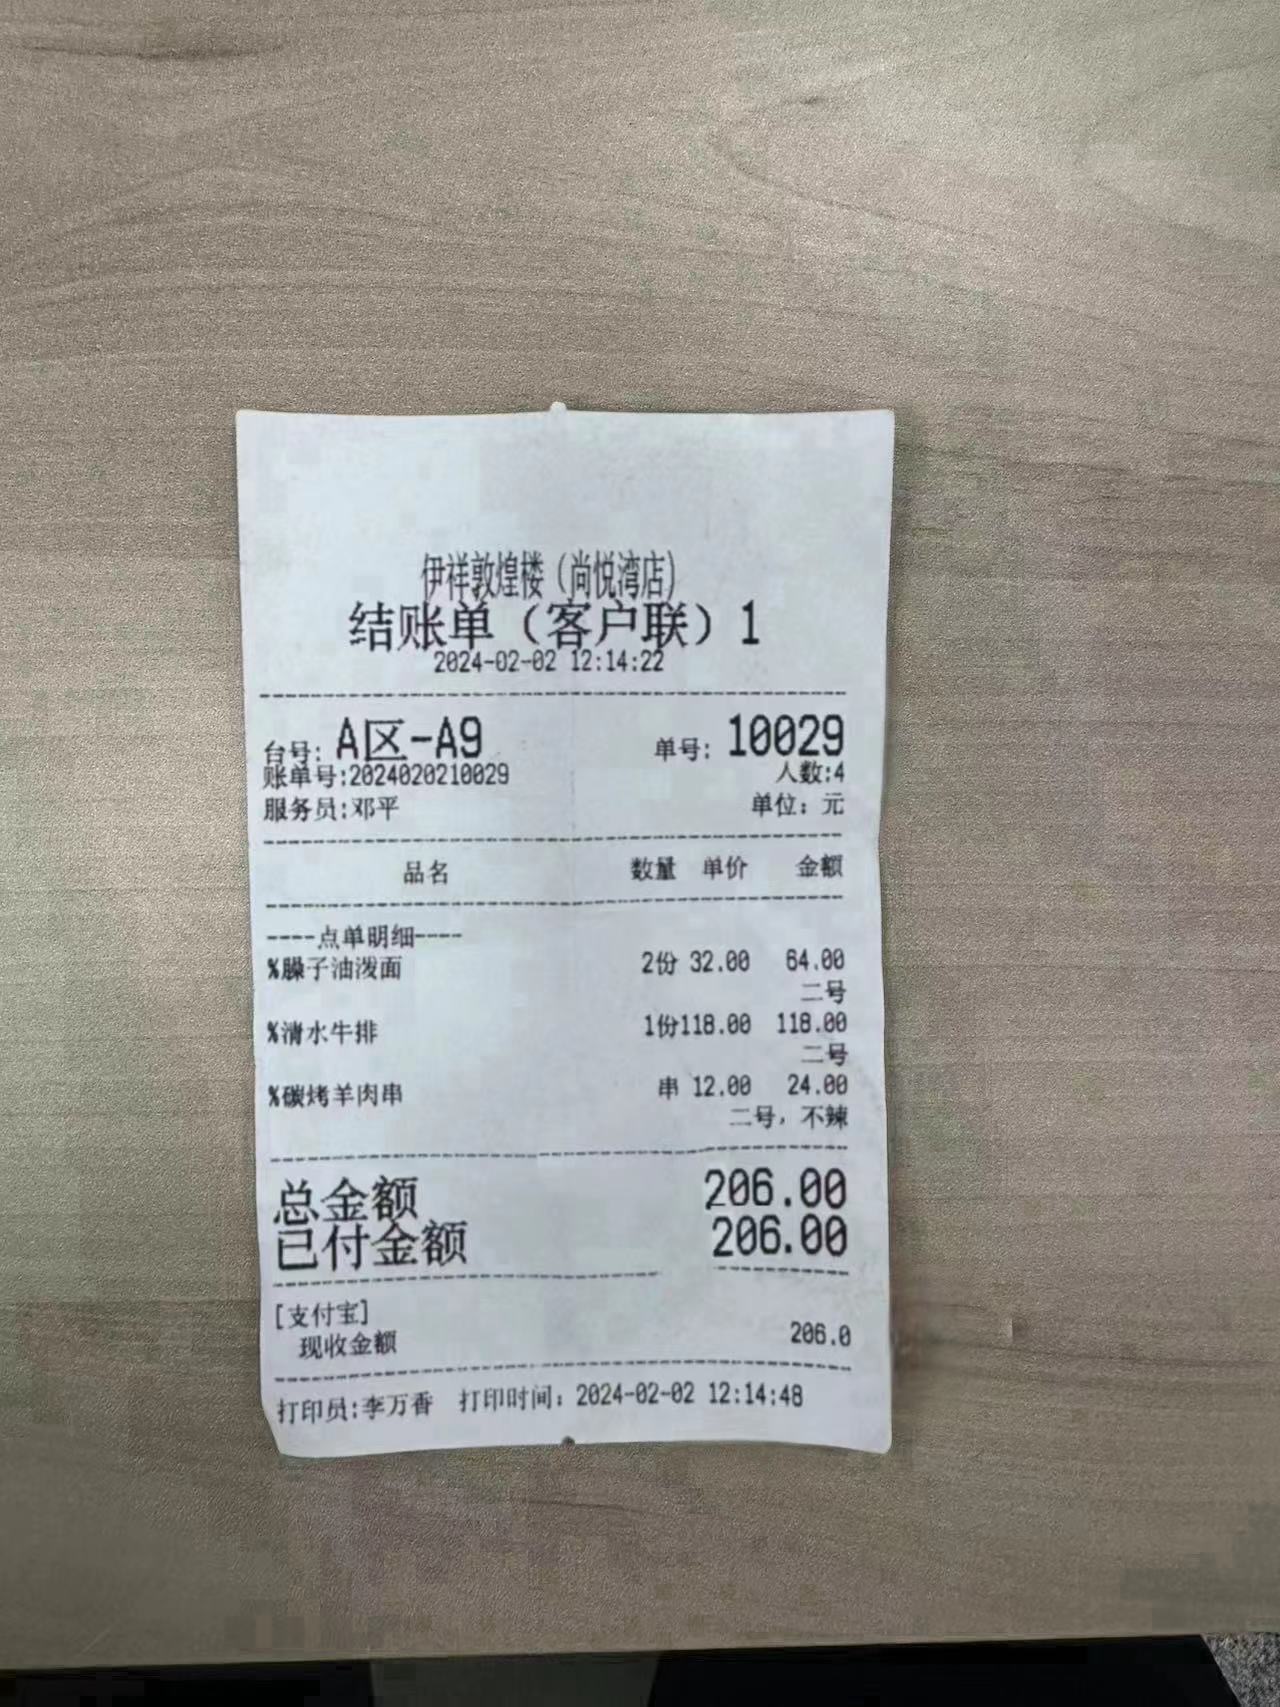 伊祥敦煌楼（尚悦湾店）
结账单（客户联）1
2024-02-02 12:14:22
台号: A区-A9 单号: 10029
账单号:2024020210029 人数:4
服务员:邓平 单位: 元
品名 数量 单价 金额
----点单明细----
%臊子油泼面 2份 32.00 64.00
二号
%清水牛排 1份118.00 118.00
二号
%碳烤羊肉串 串 12.00 24.00
二号, 不辣
总金额 206.00
已付金额 206.00
[支付宝]
现收金额 206.0
打印员:李万香 打印时间: 2024-02-02 12:14:48